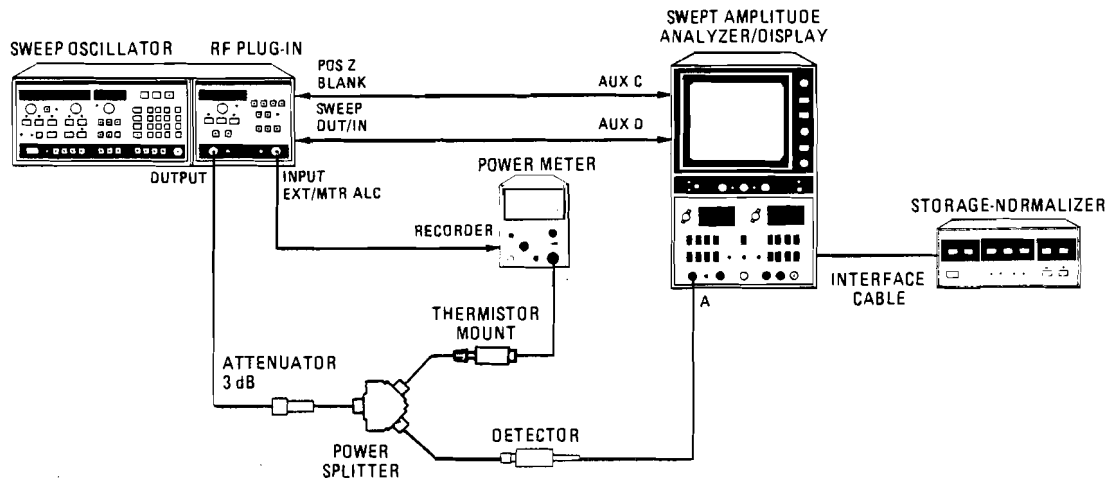 SWEPT AMPLITUDE
ANALYZER/DISPLAY
SWEEP OSCILLATOR
RF PLUG-IN
POS Z
BLANK
AUX C
SWEEP
OUT/IN
AUX D
POWER METER
OUTPUT
INPUT
EXT/MTR ALC
RECORDER
STORAGE-NORMALIZER
INTERFACE
CABLE
A
THERMISTOR
MOUNT
ATTENUATOR
3 dB
DETECTOR
POWER
SPLITTER